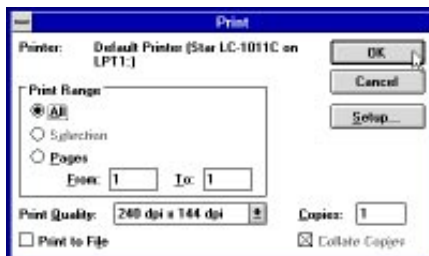 Print
Printer: Default Printer (Star LC-1011C on LPT1:)
OK
Cancel
Setup...
Print Range
All
Selection
Pages
From: 1 To: 1
Print Quality: 240 dpi x 144 dpi
Copies: 1
Print to File
Collate Copies